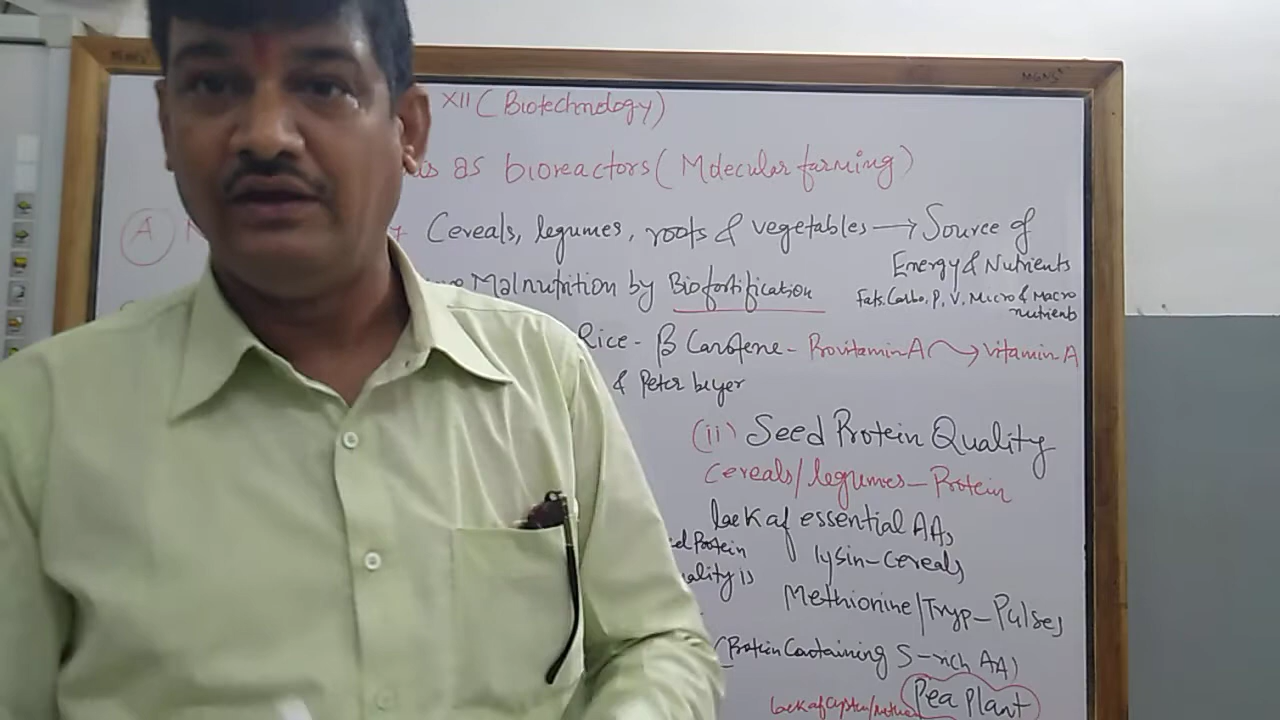 XII (Biotechnology)
as bioreactors (Molecular farming)
A
Cereals, legumes, roots & vegetables → Source of
Energy & Nutrients
Malnutrition by Biofortification
Fats, Carbo, P, V, Micro & Macro
nutrients
Rice - β Carotene - Provitamin A → vitamin A
& Peter beyer
(ii) Seed Protein Quality
Cereals/legumes - Protein
lack of essential AAs
Protein
lysin - Cereals
is
Methionine/Tryp - Pulses
(Protein Containing S-rich AA)
lack of
Pea Plant